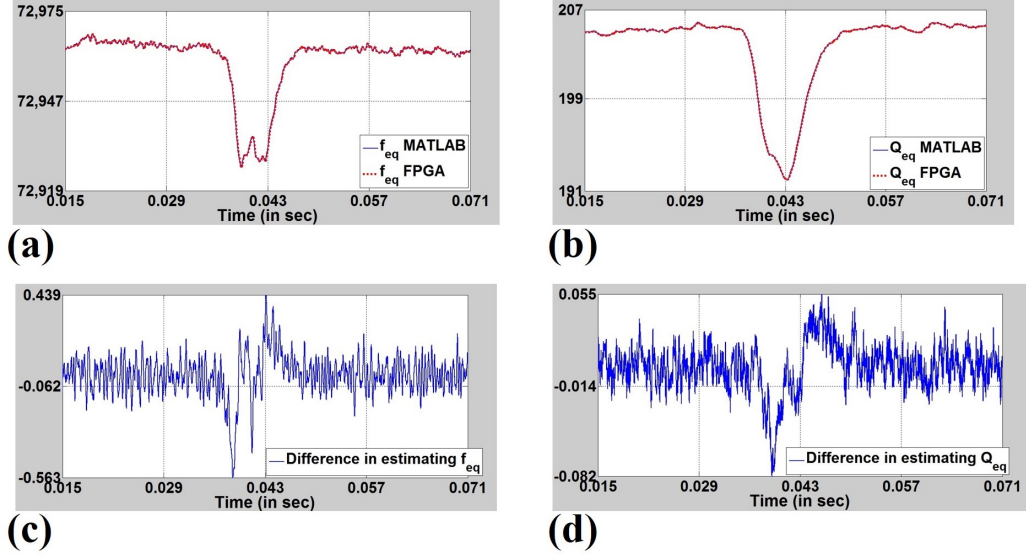 72,975
72,947
72,919
f_eq MATLAB
f_eq FPGA
0.015 0.029 0.043 0.057 0.071
Time (in sec)
(a)
207
199
191
Q_eq MATLAB
Q_eq FPGA
0.015 0.029 0.043 0.057 0.071
Time (in sec)
(b)
0.439
-0.062
-0.563
Difference in estimating f_eq
0.015 0.029 0.043 0.057 0.071
Time (in sec)
(c)
0.055
-0.014
-0.082
Difference in estimating Q_eq
0.015 0.029 0.043 0.057 0.071
Time (in sec)
(d)